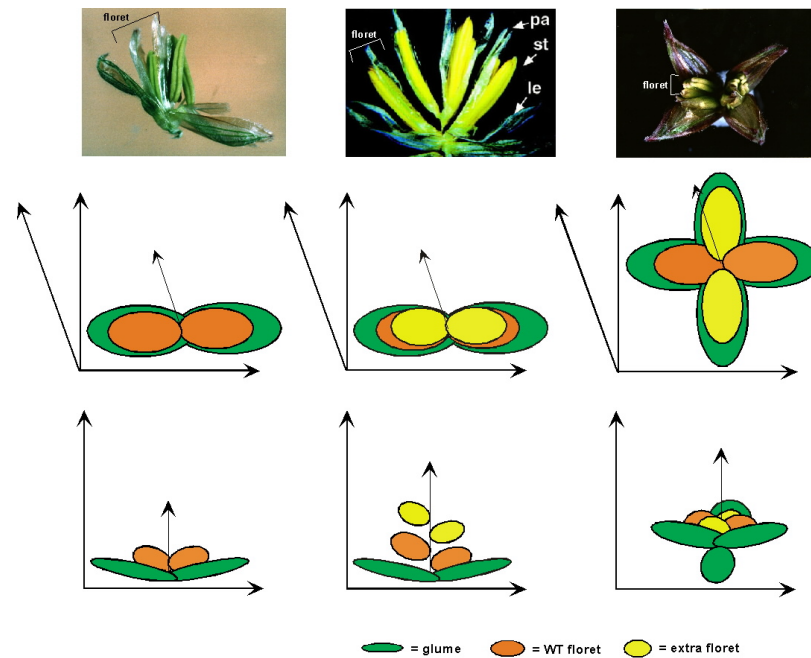 floret
floret
pa
st
le
floret
= glume
= WT floret
= extra floret